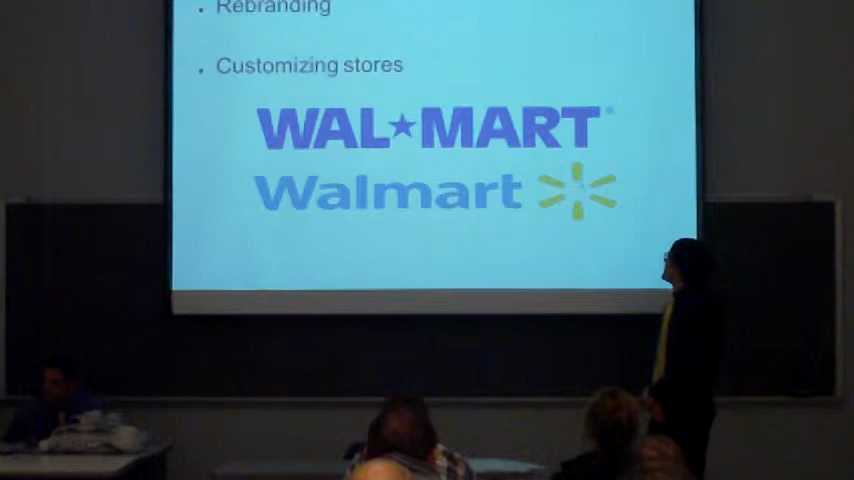 . Rebranding
. Customizing stores
WAL★MART®
Walmart